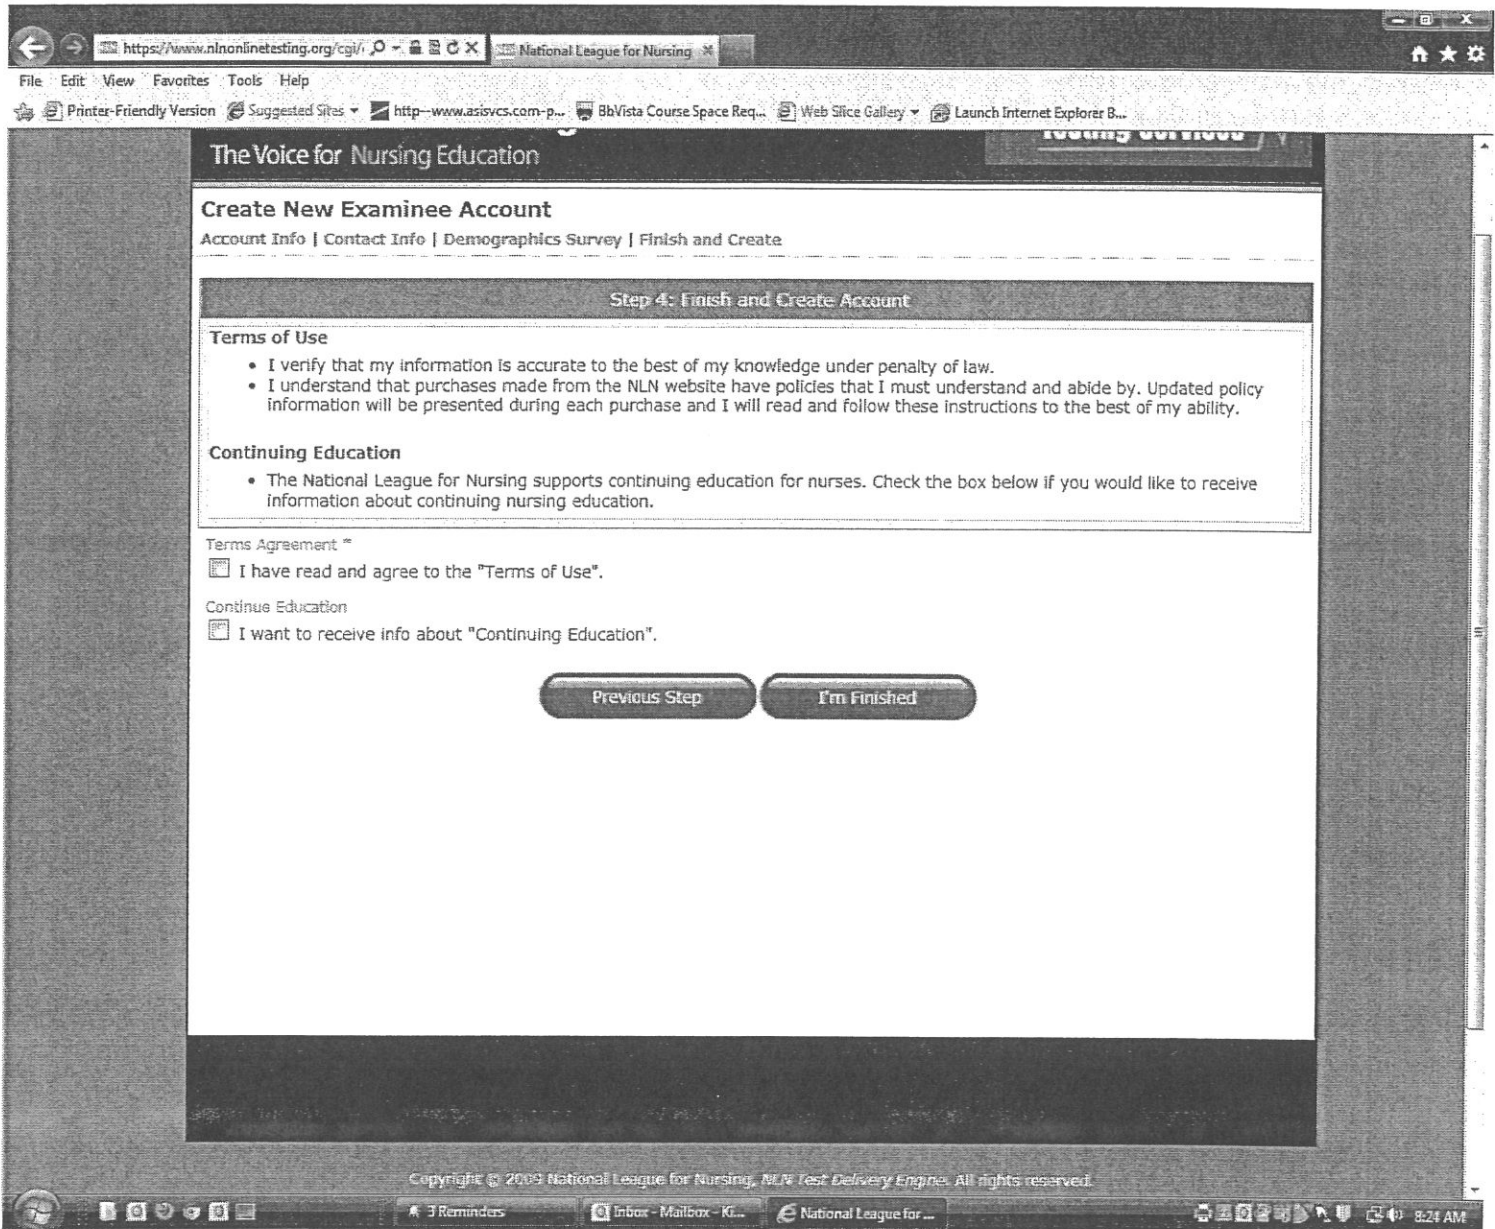 https://www.nlnonlinetesting.org/cgi/
National League for Nursing
File Edit View Favorites Tools Help
Printer-Friendly Version Suggested Sites http--www.asisvcs.com-p... BbVista Course Space Req... Web Slice Gallery Launch Internet Explorer B...
The Voice for Nursing Education
Testing Services
Create New Examinee Account
Account Info | Contact Info | Demographics Survey | Finish and Create
Step 4: Finish and Create Account
Terms of Use
• I verify that my information is accurate to the best of my knowledge under penalty of law.
• I understand that purchases made from the NLN website have policies that I must understand and abide by. Updated policy
information will be presented during each purchase and I will read and follow these instructions to the best of my ability.
Continuing Education
• The National League for Nursing supports continuing education for nurses. Check the box below if you would like to receive
information about continuing nursing education.
Terms Agreement *
I have read and agree to the "Terms of Use".
Continue Education
I want to receive info about "Continuing Education".
Previous Step
I'm Finished
Copyright © 2009 National League for Nursing, NLN Test Delivery Engine. All rights reserved.
3 Reminders
Inbox - Mailbox - Ki...
National League for ...
8:21 AM